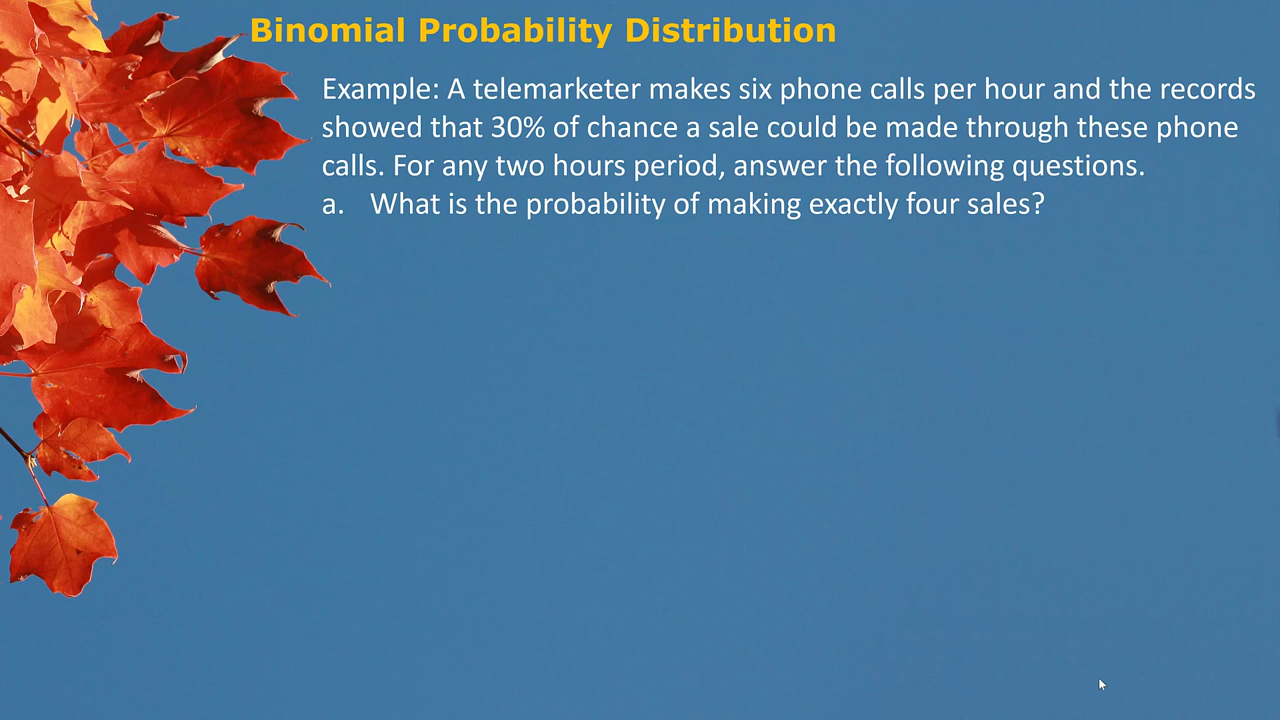 Binomial Probability Distribution
Example: A telemarketer makes six phone calls per hour and the records
showed that 30% of chance a sale could be made through these phone
calls. For any two hours period, answer the following questions.
a. What is the probability of making exactly four sales?